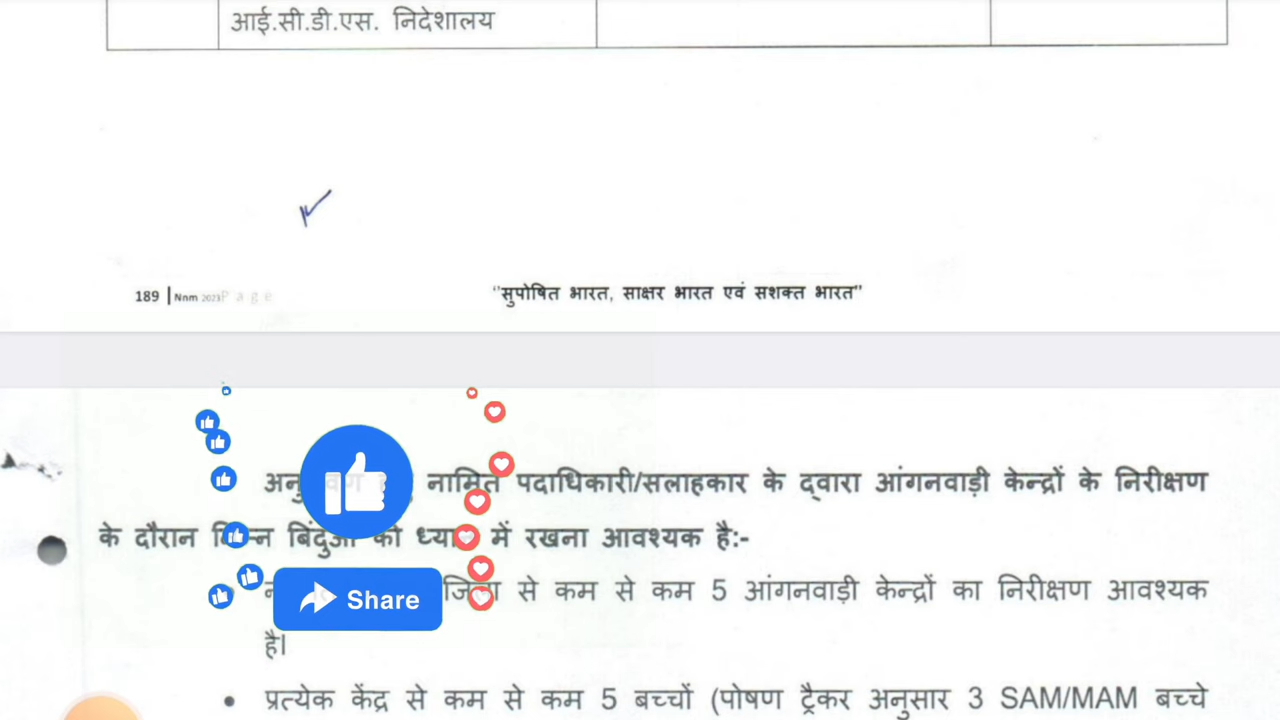 आई.सी.डी.एस. निदेशालय
189 | Nnm 2023 Page
"सुपोषित भारत, साक्षर भारत एवं सशक्त भारत"
नामित पदाधिकारी/सलाहकार के द्वारा आंगनवाड़ी केन्द्रों के निरीक्षण
के दौरान बिंदुओं को में रखना आवश्यक है:-
Share
से कम से कम 5 आंगनवाड़ी केन्द्रों का निरीक्षण आवश्यक
है।
• प्रत्येक केंद्र से कम से कम 5 बच्चों (पोषण ट्रैकर अनुसार 3 SAM/MAM बच्चे